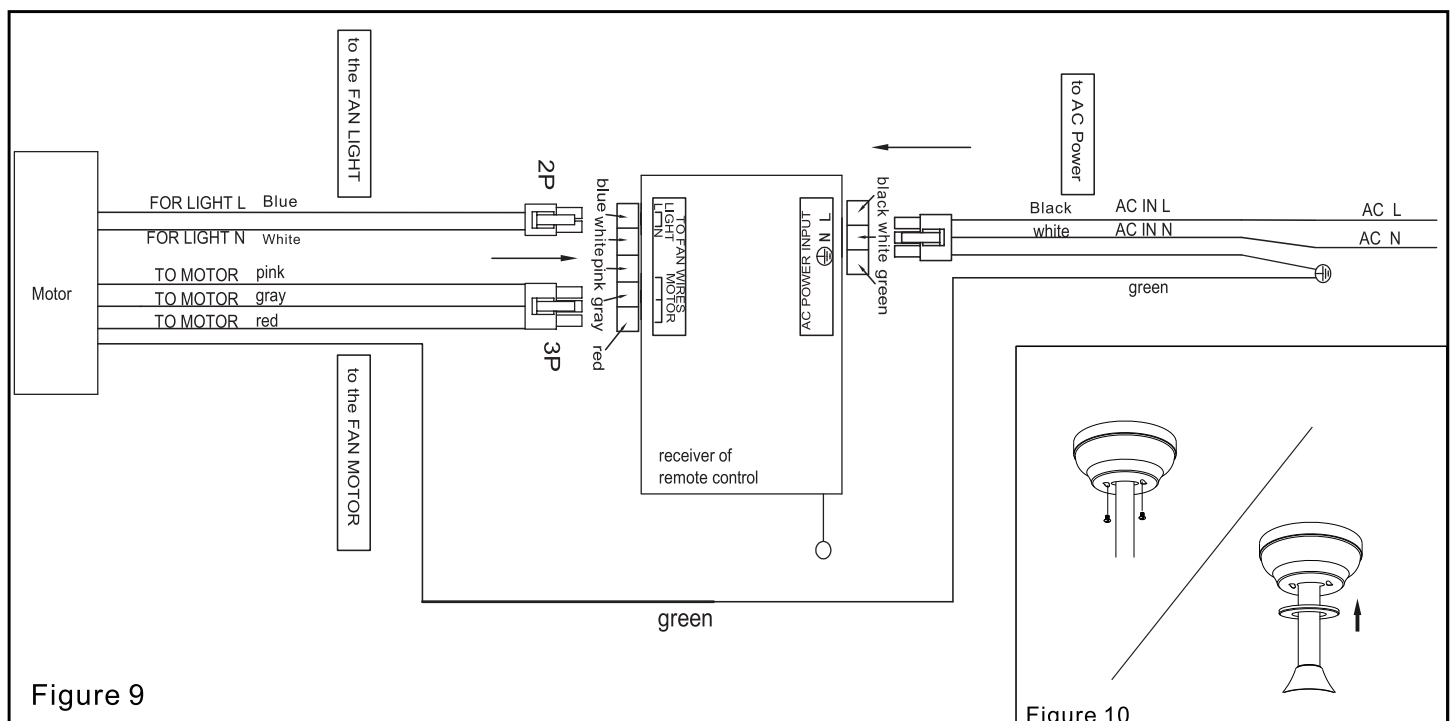 to the FAN LIGHT
to AC Power
2P
FOR LIGHT L Blue
FOR LIGHT N White
TO MOTOR pink
TO MOTOR gray
TO MOTOR red
Motor
3P
to the FAN MOTOR
blue white pink gray red
TO FAN WIRES
LIGHT MOTOR
L N
receiver of
remote control
AC POWER INPUT
L N
black white green
Black AC IN L
white AC IN N
AC L
AC N
green
green
Figure 9
Figure 10